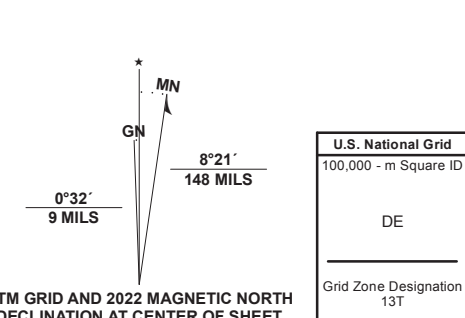 MN
GN
8°21´
148 MILS
0°32´
9 MILS
TM GRID AND 2022 MAGNETIC NORTH
DECLINATION AT CENTER OF SHEET
U.S. National Grid
100,000 - m Square ID
DE
Grid Zone Designation
13T